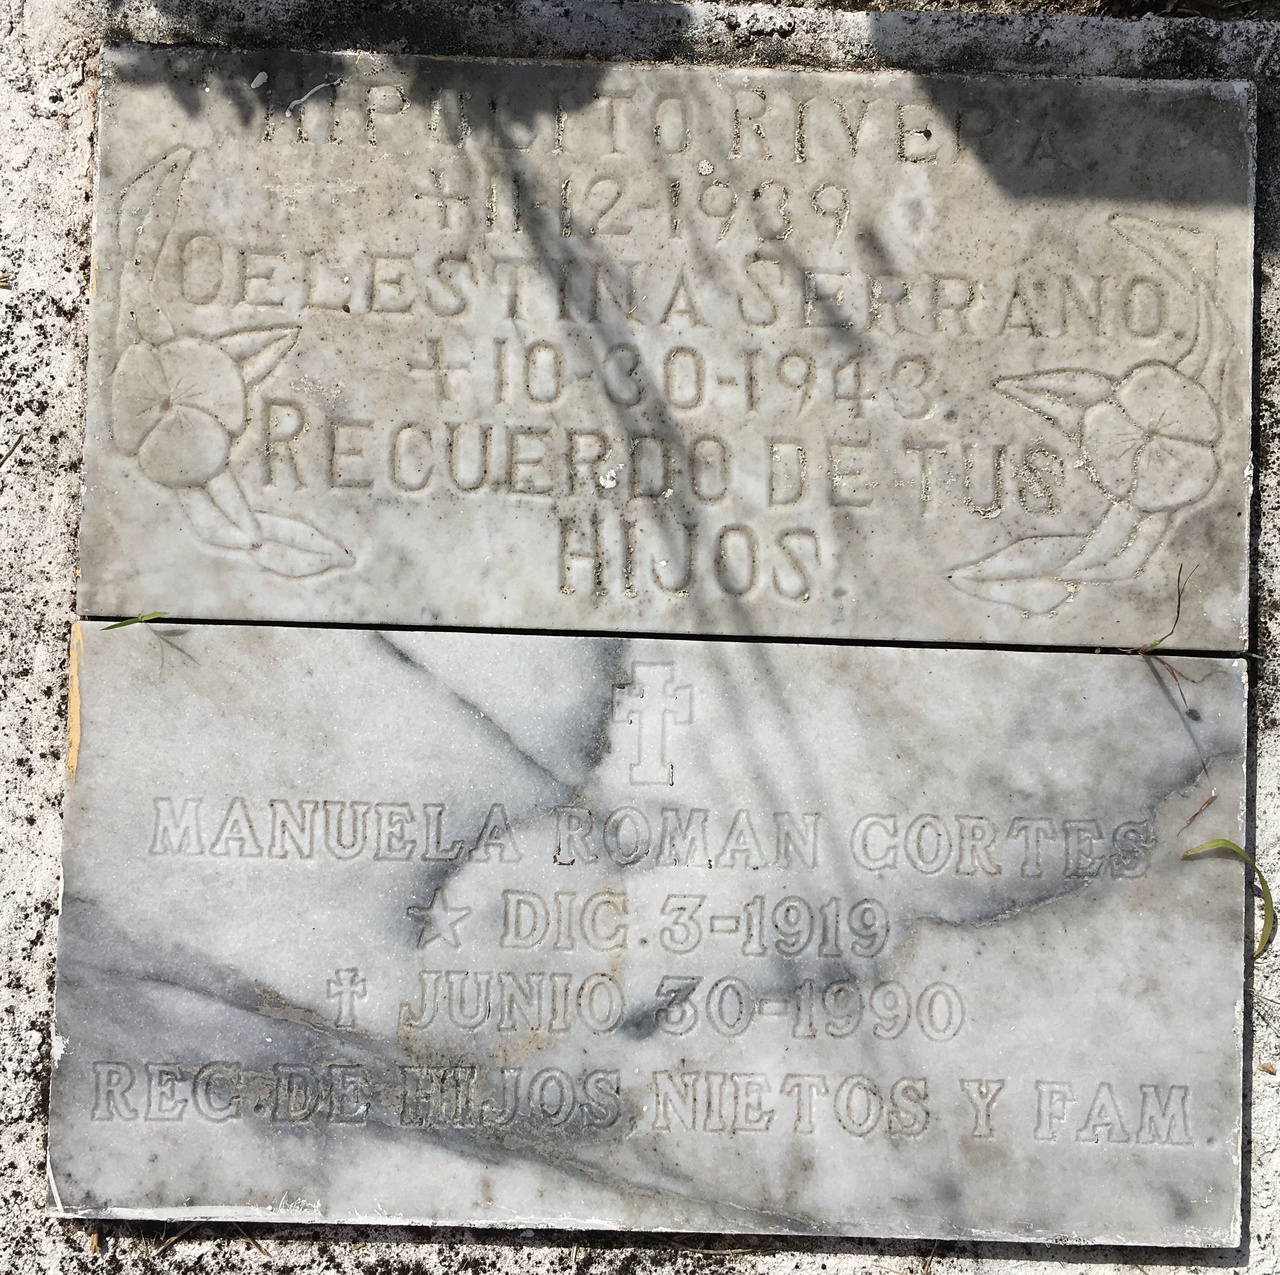 HIPOLITO RIVERA
✝11-12-1939
CELESTINA SERRANO
✝10-30-1943
RECUERDO DE TUS
HIJOS.
MANUELA ROMAN CORTES
★ DIC. 3-1919
✝ JUNIO 30-1990
REC. DE HIJOS, NIETOS Y FAM.